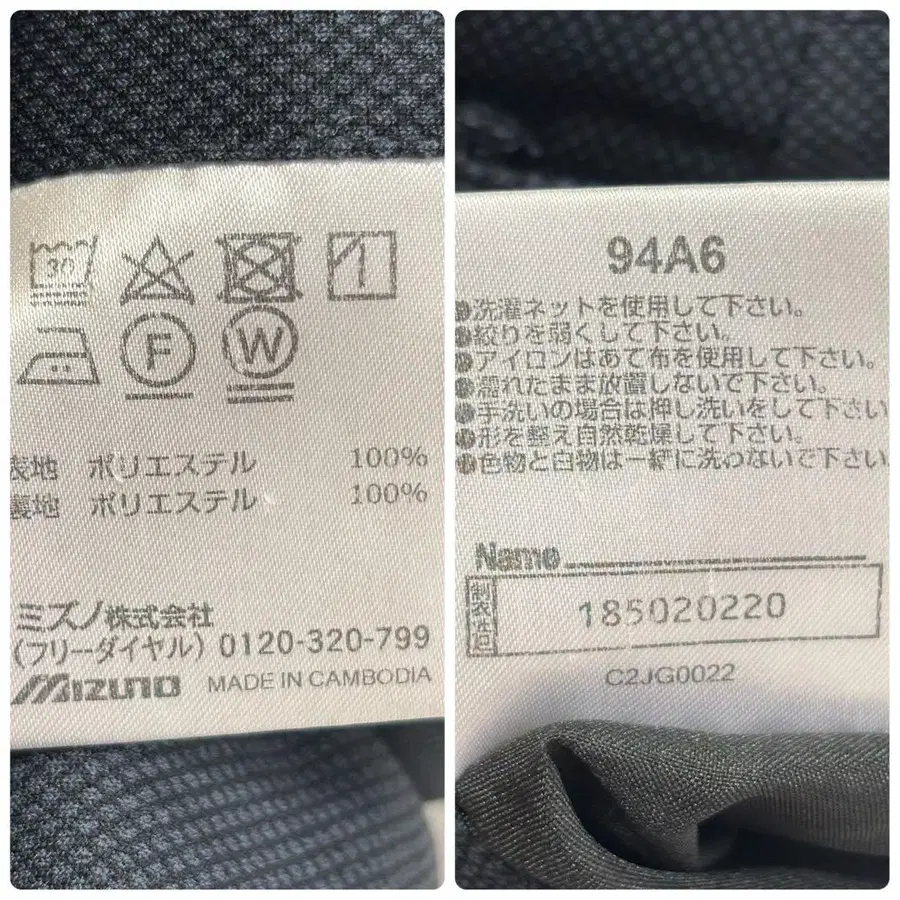 30
F
W
表地 ポリエステル 100%
裏地 ポリエステル 100%
ミズノ株式会社
(フリーダイヤル) 0120-320-799
MIZUNO MADE IN CAMBODIA
94A6
●洗濯ネットを使用して下さい。
●絞りを弱くして下さい。
●アイロンはあて布を使用して下さい。
●濡れたまま放置しないで下さい。
●手洗いの場合は押し洗いをして下さい
●形を整え自然乾燥して下さい。
●色物と白物は一緒に洗わないで下さい
Name
185020220
C2JG0022